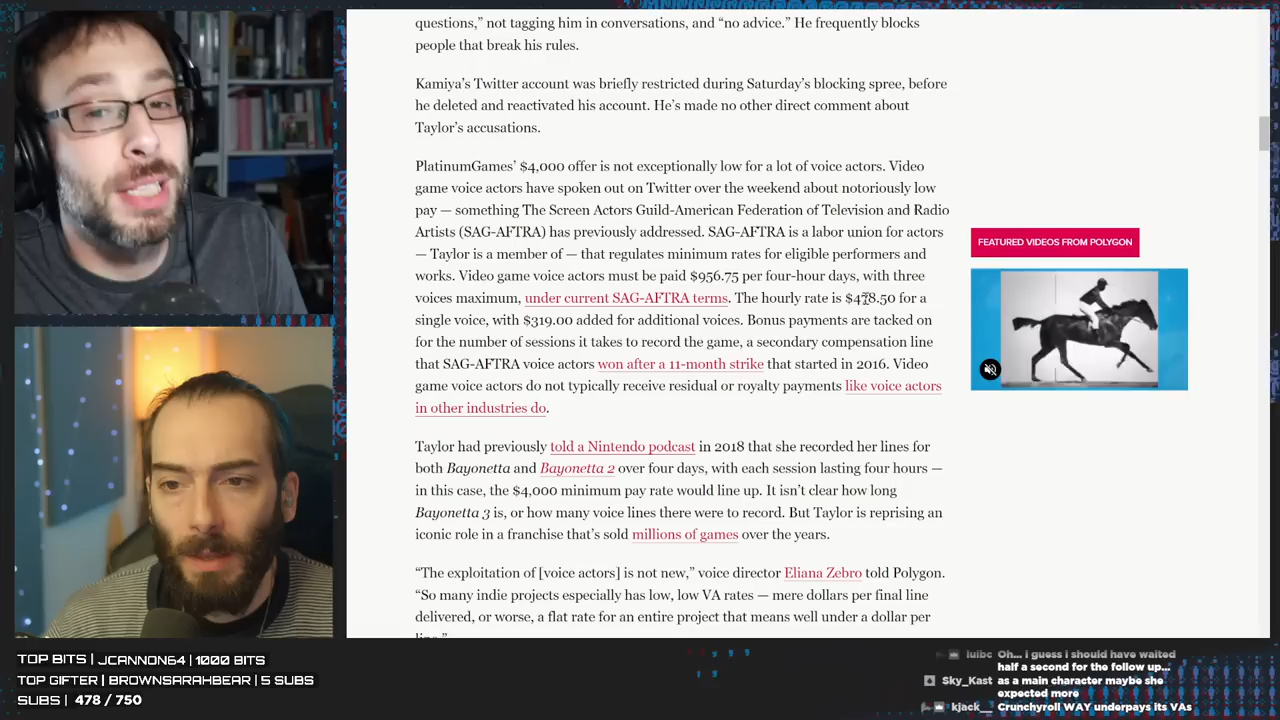 questions,” not tagging him in conversations, and “no advice.” He frequently blocks
people that break his rules.
Kamiya’s Twitter account was briefly restricted during Saturday’s blocking spree, before
he deleted and reactivated his account. He’s made no other direct comment about
Taylor’s accusations.
PlatinumGames’ $4,000 offer is not exceptionally low for a lot of voice actors. Video
game voice actors have spoken out on Twitter over the weekend about notoriously low
pay — something The Screen Actors Guild-American Federation of Television and Radio
Artists (SAG-AFTRA) has previously addressed. SAG-AFTRA is a labor union for actors
— Taylor is a member of — that regulates minimum rates for eligible performers and
works. Video game voice actors must be paid $956.75 per four-hour days, with three
voices maximum, under current SAG-AFTRA terms. The hourly rate is $478.50 for a
single voice, with $319.00 added for additional voices. Bonus payments are tacked on
for the number of sessions it takes to record the game, a secondary compensation line
that SAG-AFTRA voice actors won after a 11-month strike that started in 2016. Video
game voice actors do not typically receive residual or royalty payments like voice actors
in other industries do.
Taylor had previously told a Nintendo podcast in 2018 that she recorded her lines for
both Bayonetta and Bayonetta 2 over four days, with each session lasting four hours —
in this case, the $4,000 minimum pay rate would line up. It isn’t clear how long
Bayonetta 3 is, or how many voice lines there were to record. But Taylor is reprising an
iconic role in a franchise that’s sold millions of games over the years.
“The exploitation of [voice actors] is not new,” voice director Eliana Zebro told Polygon.
“So many indie projects especially has low, low VA rates — mere dollars per final line
delivered, or worse, a flat rate for an entire project that means well under a dollar per
line.”
FEATURED VIDEOS FROM POLYGON
TOP BITS | JCANNON64 | 1000 BITS
TOP GIFTER | BROWNSARAHBEAR | 5 SUBS
SUBS | 478 / 750
luibc Oh... i guess i should have waited
half a second for the follow up...
Sky_Kast as a main character maybe she
expected more
kjack__ Crunchyroll WAY underpays its VAs